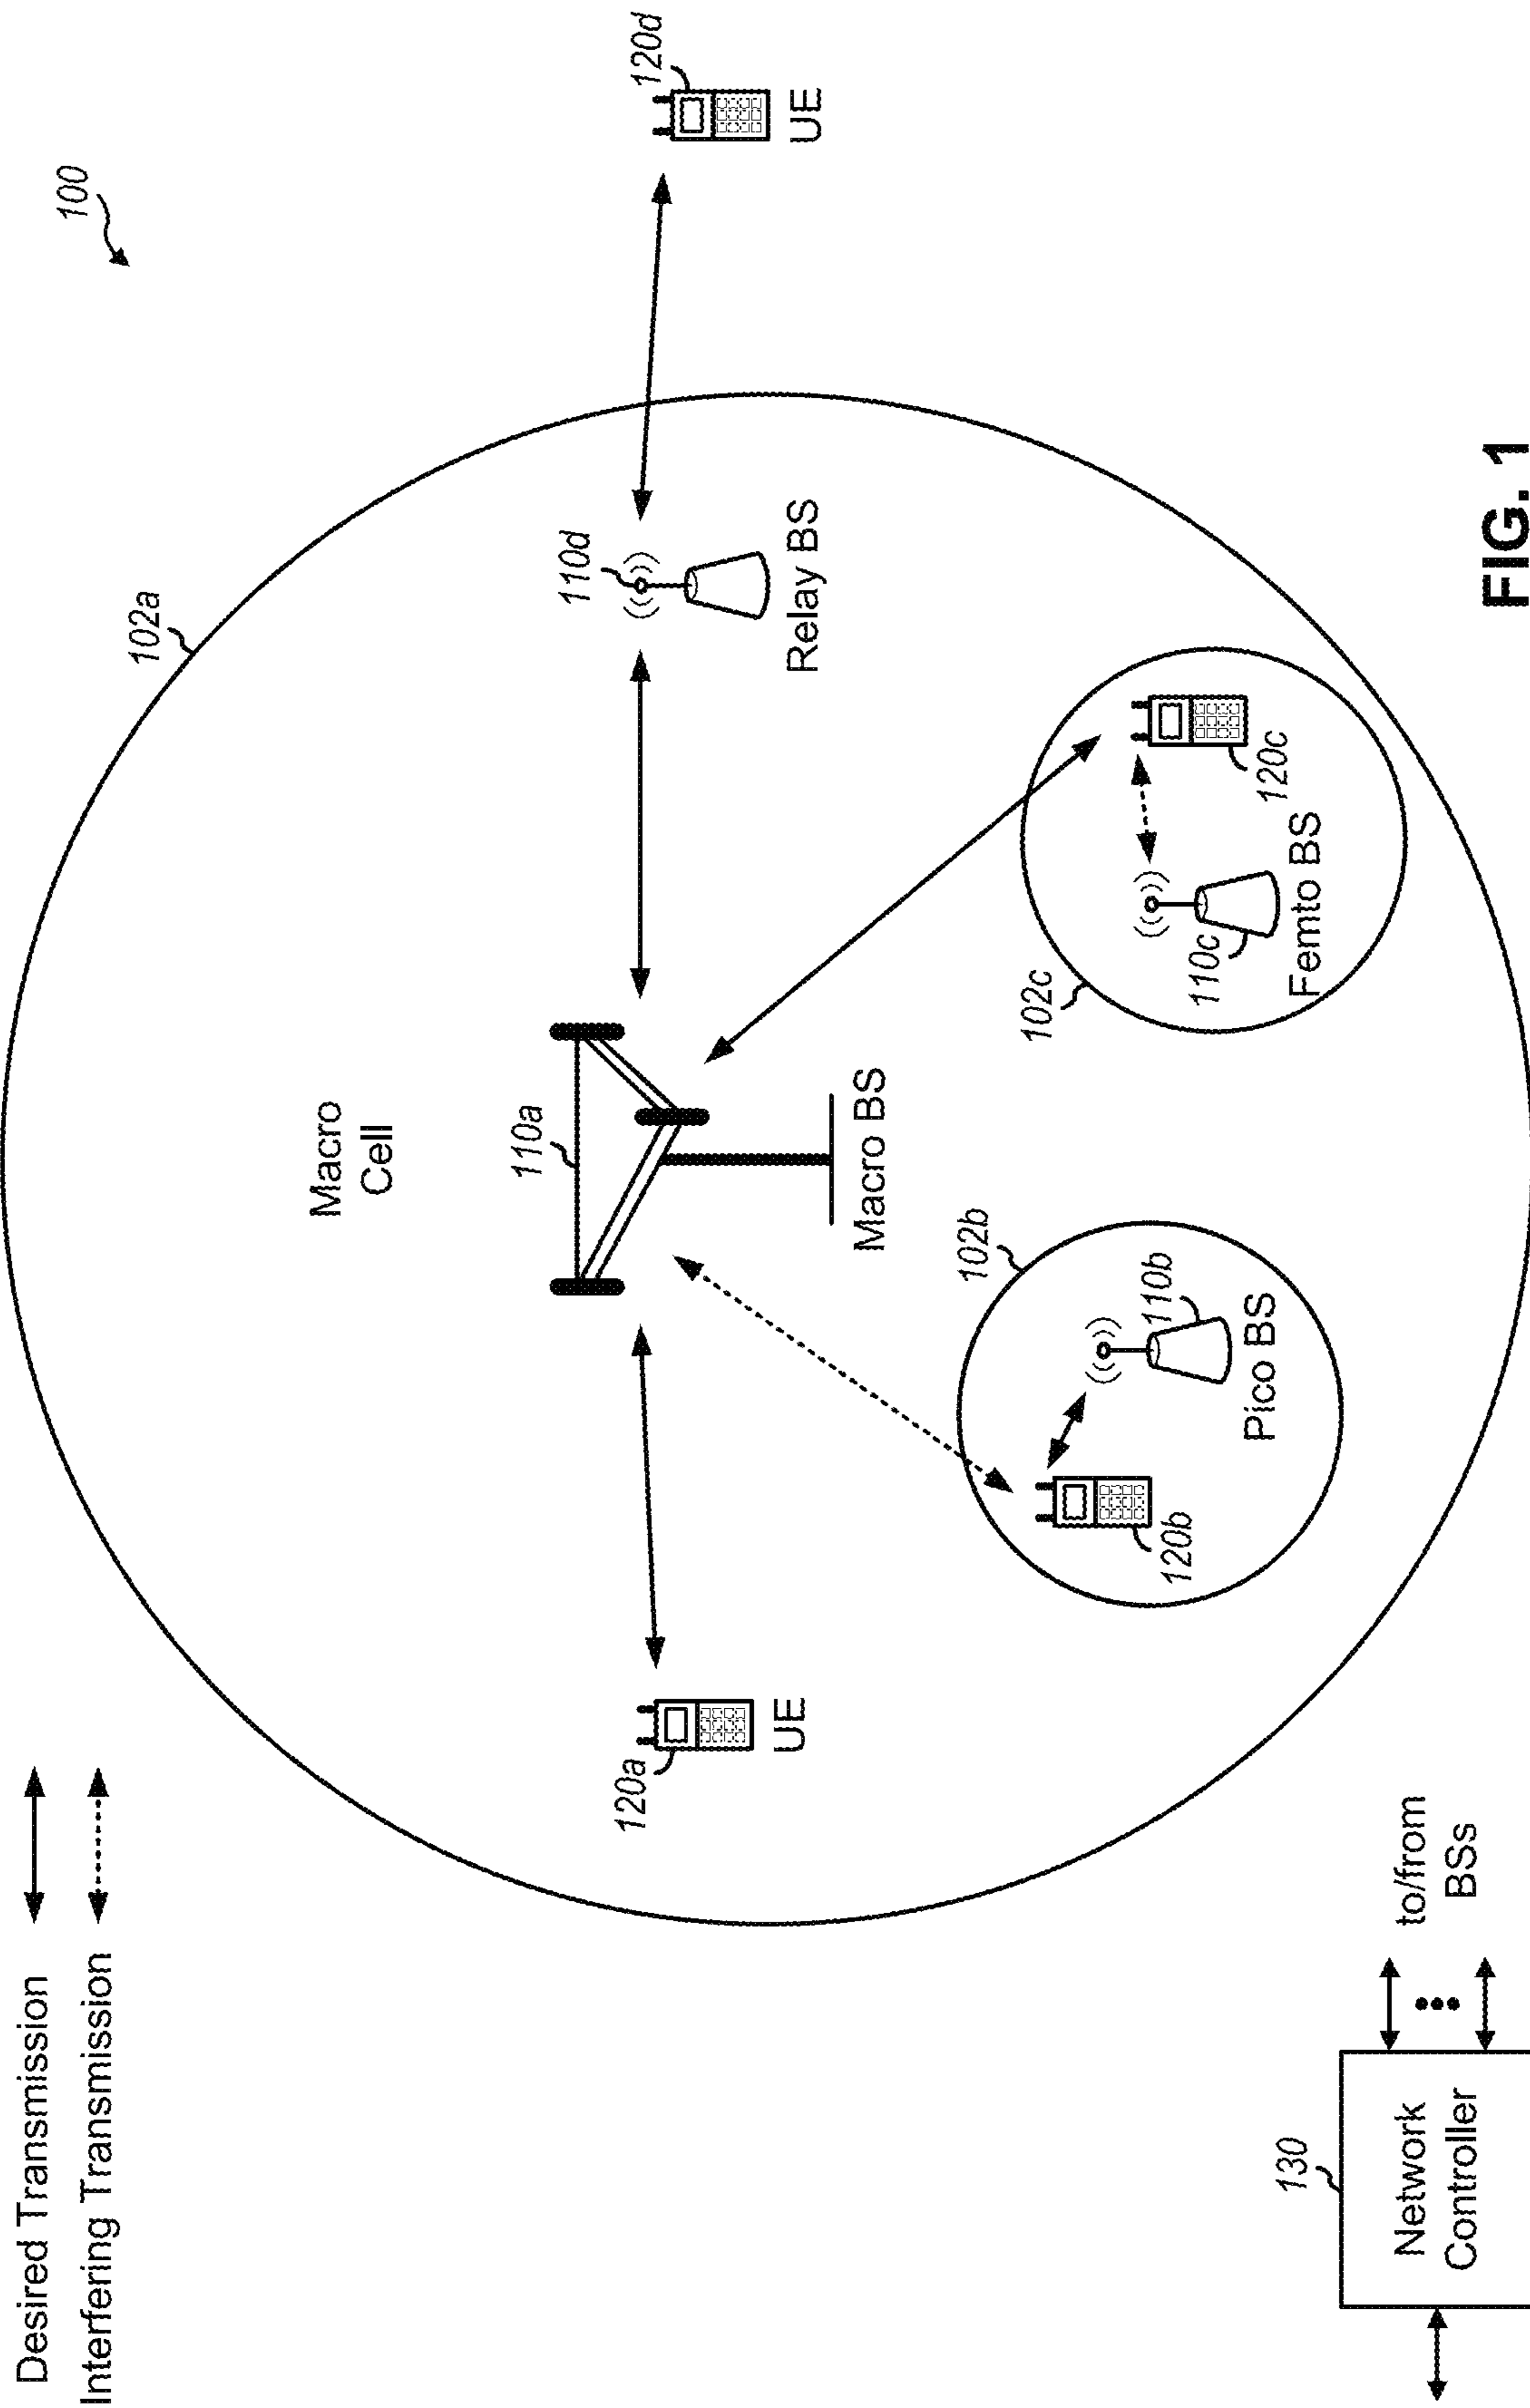 Desired Transmission
Interfering Transmission
100
102a
Macro
Cell
110a
Macro BS
110d
Relay BS
120d
UE
120a
UE
102b
110b
Pico BS
120b
102c
110c
Femto BS
120c
130
Network
Controller
to/from
BSs
FIG. 1